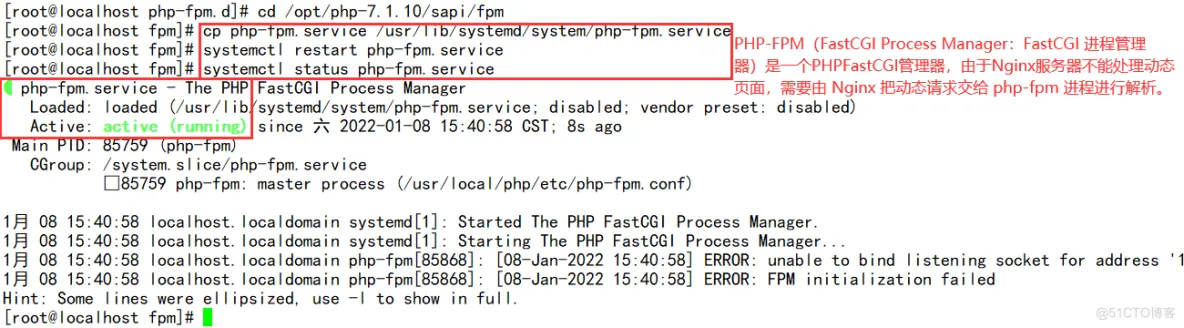 [root@localhost php-fpm.d]# cd /opt/php-7.1.10/sapi/fpm
[root@localhost fpm]# cp php-fpm.service /usr/lib/systemd/system/php-fpm.service
[root@localhost fpm]# systemctl restart php-fpm.service
[root@localhost fpm]# systemctl status php-fpm.service
PHP-FPM（FastCGI Process Manager：FastCGI 进程管理
器）是一个PHPFastCGI管理器，由于Nginx服务器不能处理动态
页面，需要由 Nginx 把动态请求交给 php-fpm 进程进行解析。
php-fpm.service - The PHP FastCGI Process Manager
Loaded: loaded (/usr/lib/systemd/system/php-fpm.service; disabled; vendor preset: disabled)
Active: active (running) since 六 2022-01-08 15:40:58 CST; 8s ago
Main PID: 85759 (php-fpm)
CGroup: /system.slice/php-fpm.service
□85759 php-fpm: master process (/usr/local/php/etc/php-fpm.conf)
1月 08 15:40:58 localhost.localdomain systemd[1]: Started The PHP FastCGI Process Manager.
1月 08 15:40:58 localhost.localdomain systemd[1]: Starting The PHP FastCGI Process Manager...
1月 08 15:40:58 localhost.localdomain php-fpm[85868]: [08-Jan-2022 15:40:58] ERROR: unable to bind listening socket for address '1
1月 08 15:40:58 localhost.localdomain php-fpm[85868]: [08-Jan-2022 15:40:58] ERROR: FPM initialization failed
Hint: Some lines were ellipsized, use -l to show in full.
[root@localhost fpm]#
@51CTO博客